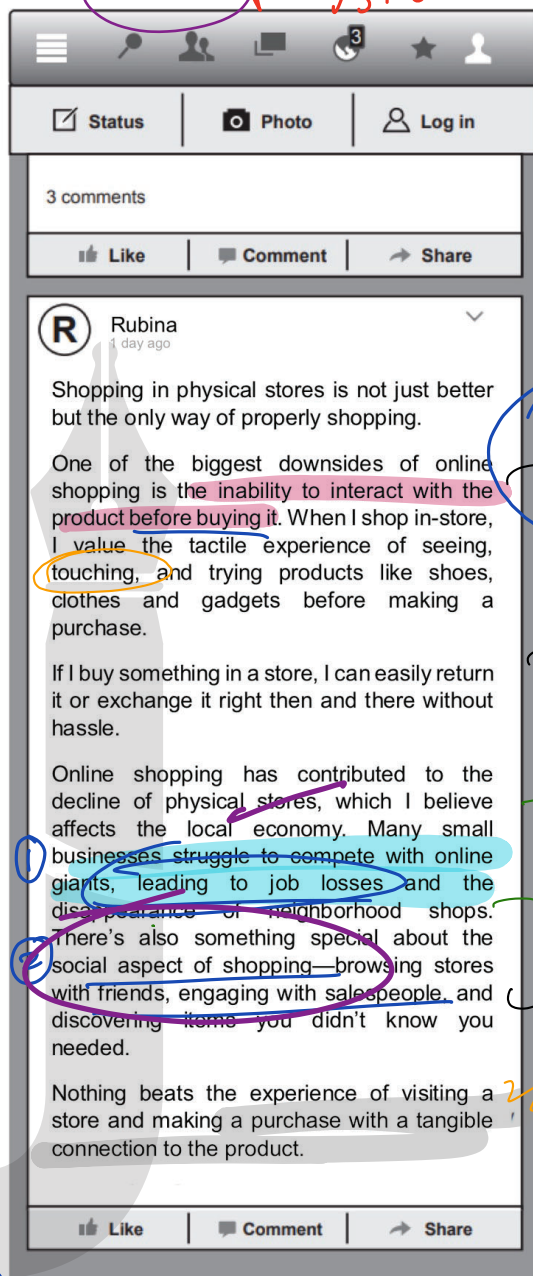 3
Status
Photo
Log in
3 comments
Like
Comment
Share
R
Rubina
1 day ago
Shopping in physical stores is not just better
but the only way of properly shopping.
One of the biggest downsides of online
shopping is the inability to interact with the
product before buying it. When I shop in-store,
I value the tactile experience of seeing,
touching, and trying products like shoes,
clothes and gadgets before making a
purchase.
If I buy something in a store, I can easily return
it or exchange it right then and there without
hassle.
Online shopping has contributed to the
decline of physical stores, which I believe
affects the local economy. Many small
1
businesses struggle to compete with online
giants, leading to job losses and the
disappearance of neighborhood shops.
2
There's also something special about the
social aspect of shopping—browsing stores
with friends, engaging with salespeople, and
discovering items you didn't know you
needed.
Nothing beats the experience of visiting a
store and making a purchase with a tangible
connection to the product.
Like
Comment
Share